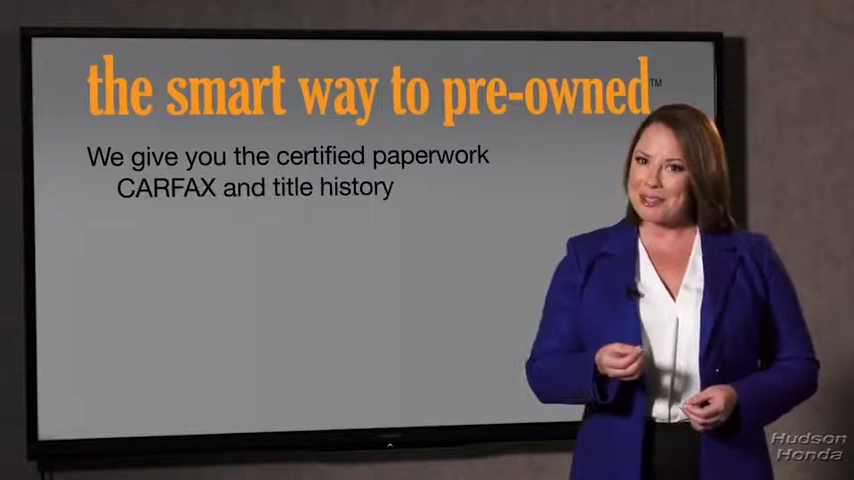 the smart way to pre-owned™
We give you the certified paperwork
CARFAX and title history
Hudson
Honda